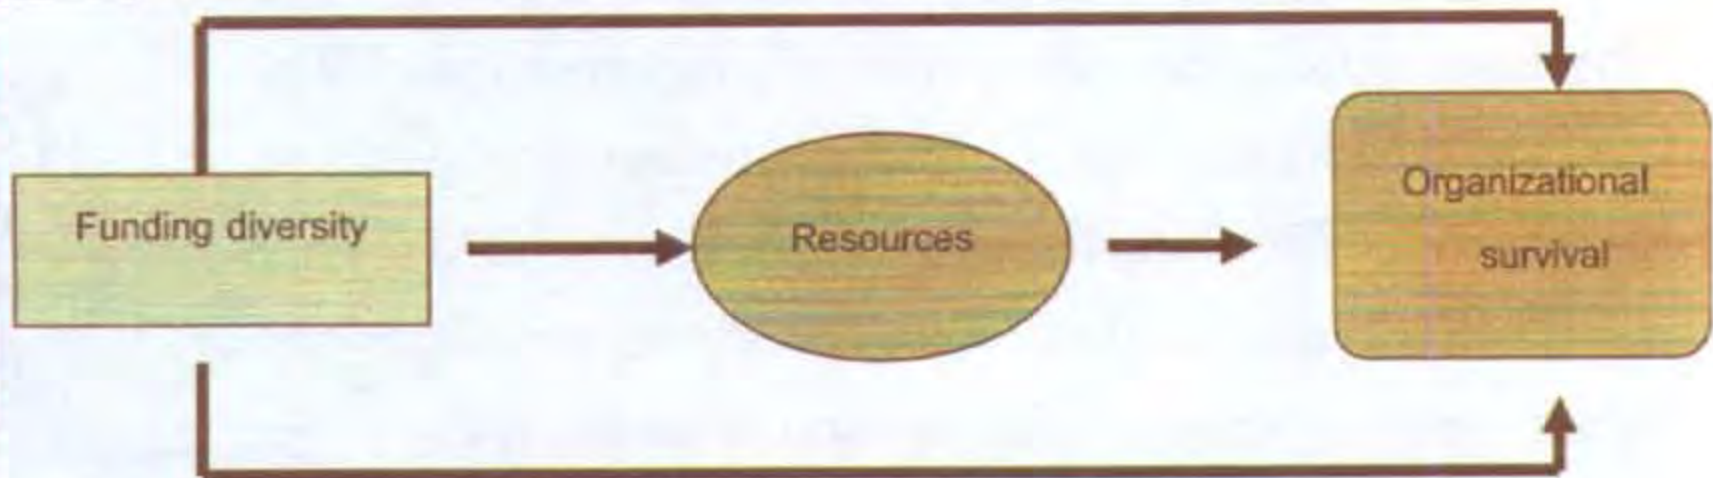 Funding diversity
Resources
Organizational
survival